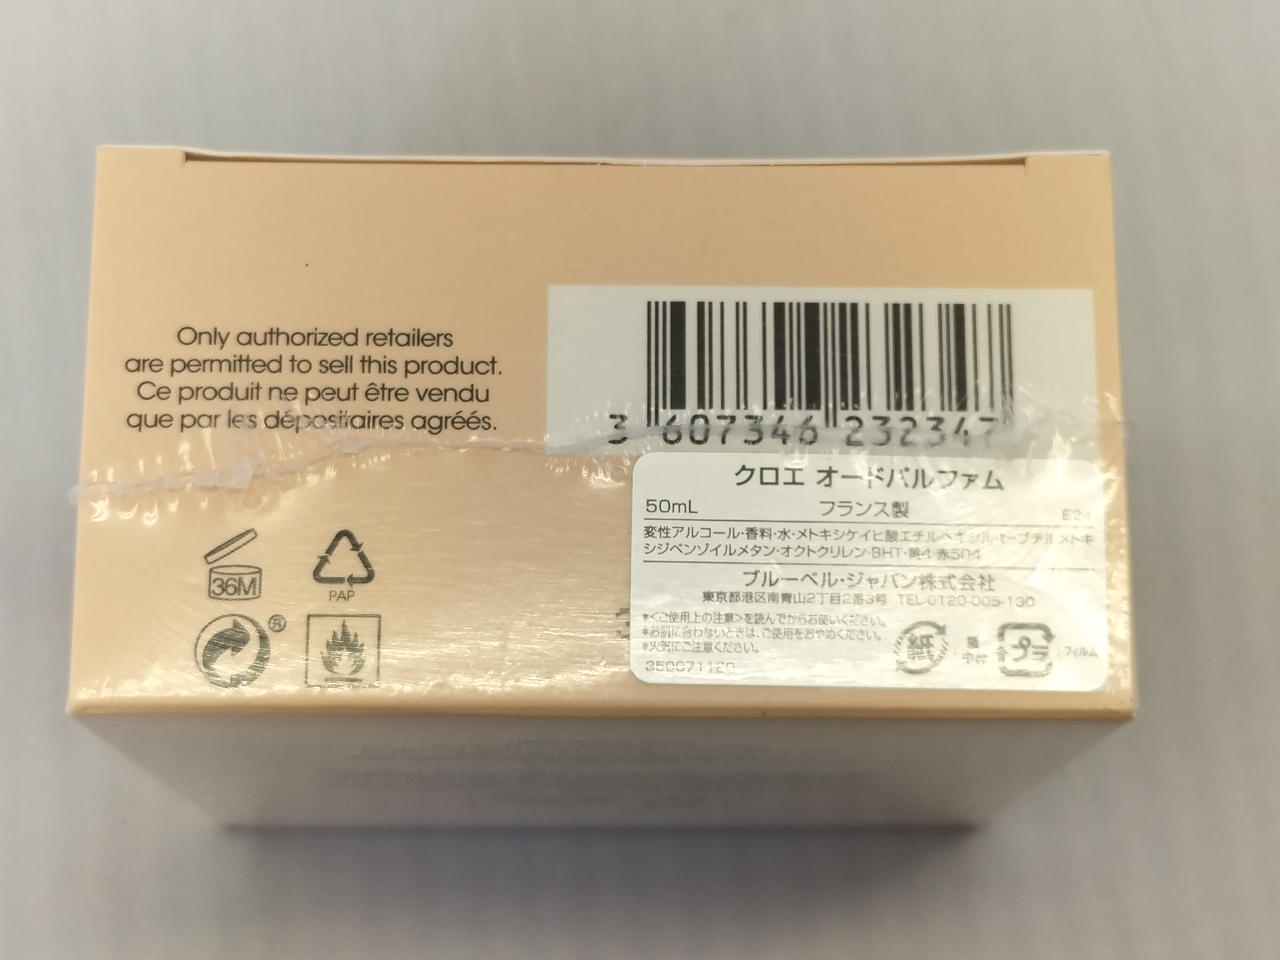 Only authorized retailers
are permitted to sell this product.
Ce produit ne peut être vendu
que par les dépositaires agréés.
3 607346 232347
クロエ オードパルファム
50mL フランス製 E24
変性アルコール・香料・水・メトキシケイヒ酸エチルヘキシル・t-ブチルメトキ
シジベンゾイルメタン・オクトクリレン・BHT・黄4・赤504
ブルーベル・ジャパン株式会社
東京都港区南青山2丁目2番3号 TEL:0120-005-130
*<ご使用上の注意>を読んでからお使いください。
*お肌に合わないときは、ご使用をおやめください。
*火気にご注意ください。
350071120
紙 : 箱 中枠 プラ : フィルム
36M
PAP
®